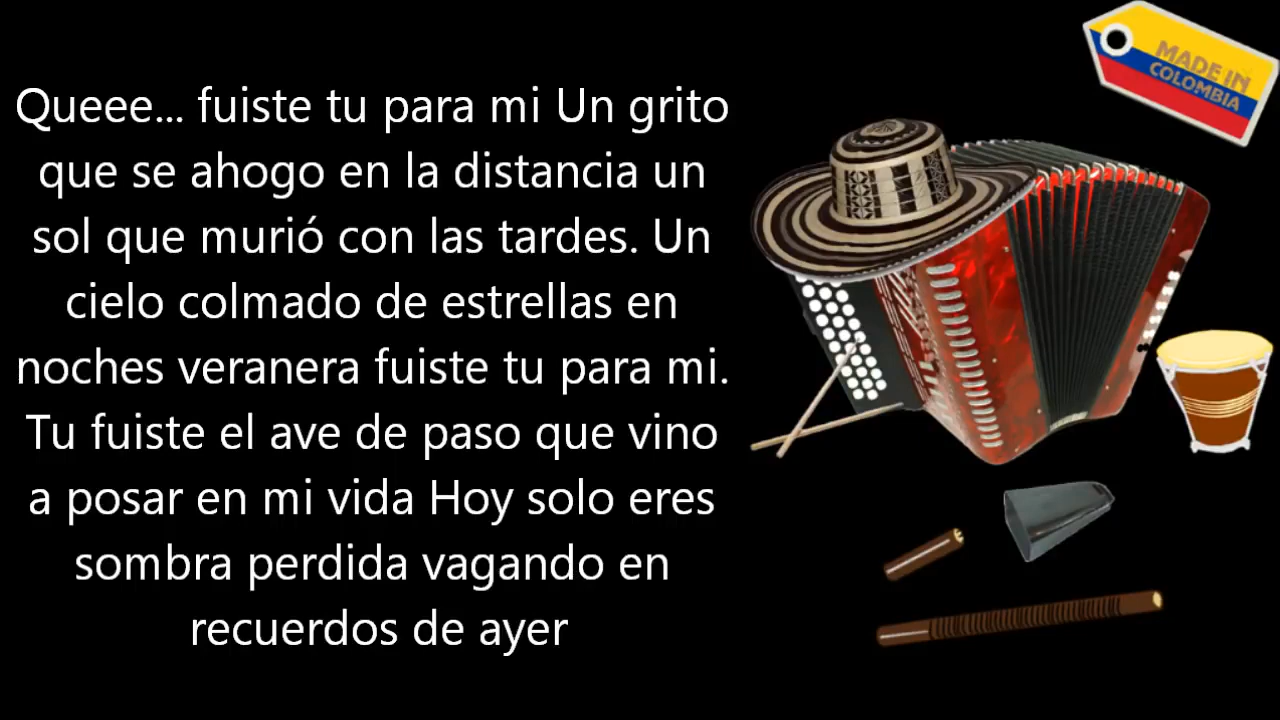 Queee... fuiste tu para mi Un grito
que se ahogo en la distancia un
sol que murió con las tardes. Un
cielo colmado de estrellas en
noches veranera fuiste tu para mi.
Tu fuiste el ave de paso que vino
a posar en mi vida Hoy solo eres
sombra perdida vagando en
recuerdos de ayer
MADE IN
COLOMBIA